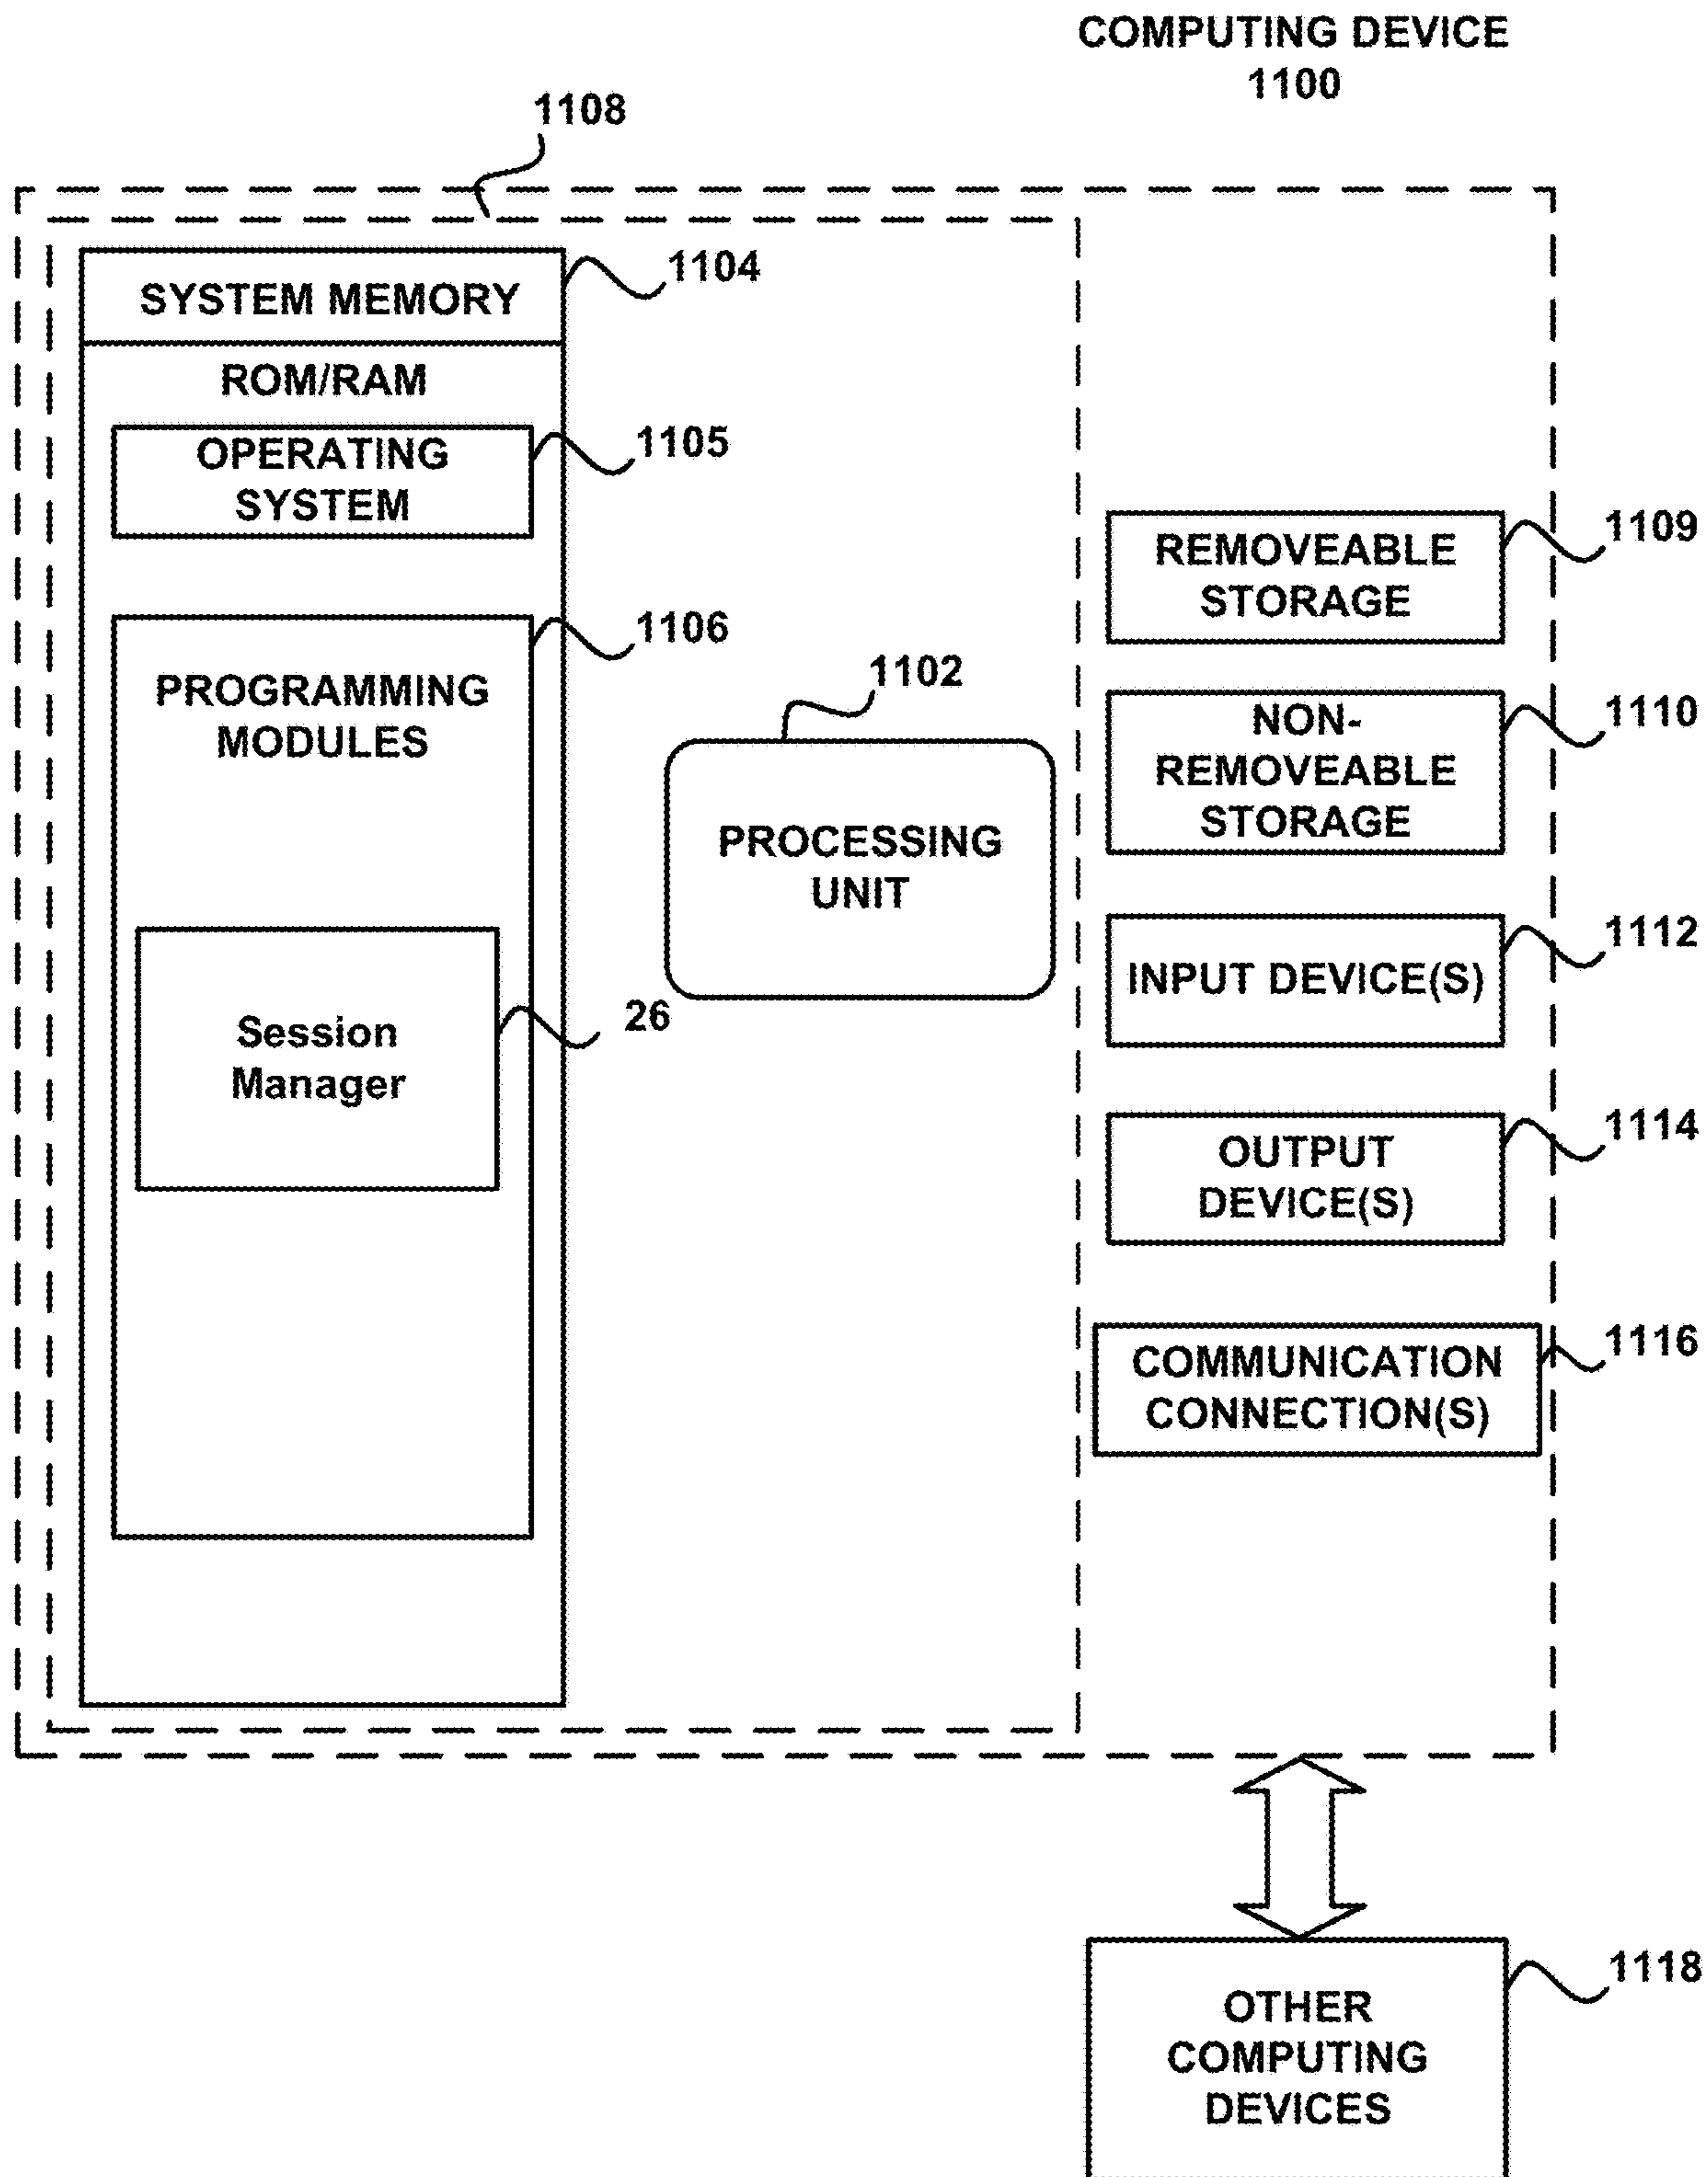 COMPUTING DEVICE
1100
1108
SYSTEM MEMORY
1104
ROM/RAM
OPERATING
SYSTEM
1105
PROGRAMMING
MODULES
1106
Session
Manager
26
1102
PROCESSING
UNIT
REMOVEABLE
STORAGE
1109
NON-
REMOVEABLE
STORAGE
1110
INPUT DEVICE(S)
1112
OUTPUT
DEVICE(S)
1114
COMMUNICATION
CONNECTION(S)
1116
OTHER
COMPUTING
DEVICES
1118